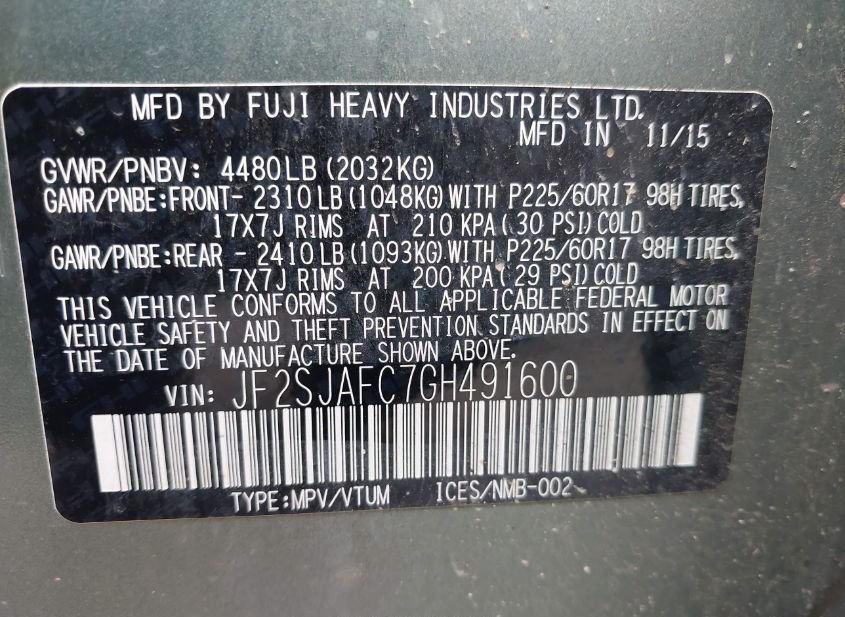 MFD BY FUJI HEAVY INDUSTRIES LTD.
MFD IN 11/15
GVWR/PNBV: 4480LB (2032KG)
GAWR/PNBE:FRONT- 2310 LB (1048KG) WITH P225/60R17 98H TIRES,
17X7J RIMS AT 210 KPA ( 30 PSI) COLD
GAWR/PNBE:REAR - 2410 LB (1093KG) WITH P225/60R17 98H TIRES,
17X7J RIMS AT 200 KPA ( 29 PSI) COLD
THIS VEHICLE CONFORMS TO ALL APPLICABLE FEDERAL MOTOR
VEHICLE SAFETY AND THEFT PREVENTION STANDARDS IN EFFECT ON
THE DATE OF MANUFACTURE SHOWN ABOVE.
VIN: JF2SJAFC7GH491600
TYPE:MPV/VTUM ICES/NMB-002